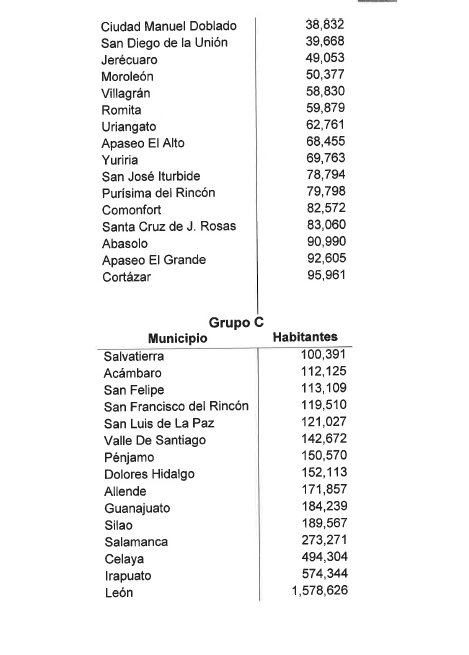 Ciudad Manuel Doblado 38,832
San Diego de la Unión 39,668
Jerécuaro 49,053
Moroleón 50,377
Villagrán 58,830
Romita 59,879
Uriangato 62,761
Apaseo El Alto 68,455
Yuriria 69,763
San José Iturbide 78,794
Purísima del Rincón 79,798
Comonfort 82,572
Santa Cruz de J. Rosas 83,060
Abasolo 90,990
Apaseo El Grande 92,605
Cortázar 95,961
Grupo C
Municipio Habitantes
Salvatierra 100,391
Acámbaro 112,125
San Felipe 113,109
San Francisco del Rincón 119,510
San Luis de La Paz 121,027
Valle De Santiago 142,672
Pénjamo 150,570
Dolores Hidalgo 152,113
Allende 171,857
Guanajuato 184,239
Silao 189,567
Salamanca 273,271
Celaya 494,304
Irapuato 574,344
León 1,578,626